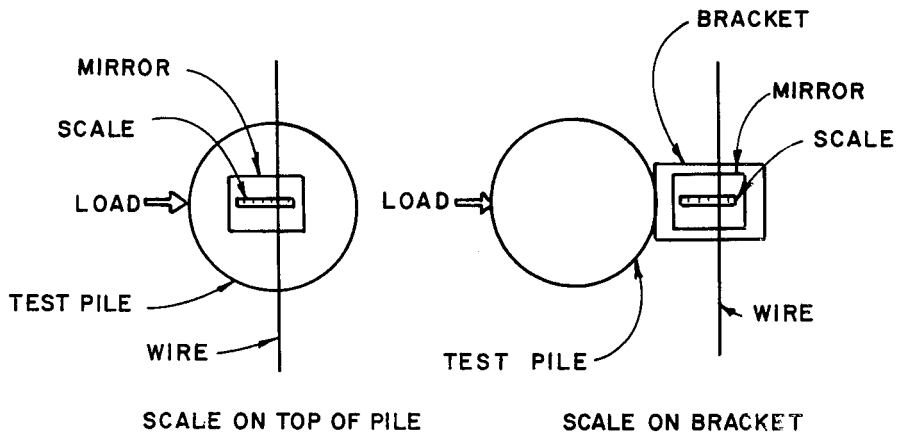 BRACKET
MIRROR
MIRROR
SCALE
SCALE
LOAD
LOAD
TEST PILE
WIRE
WIRE
TEST PILE
SCALE ON TOP OF PILE
SCALE ON BRACKET